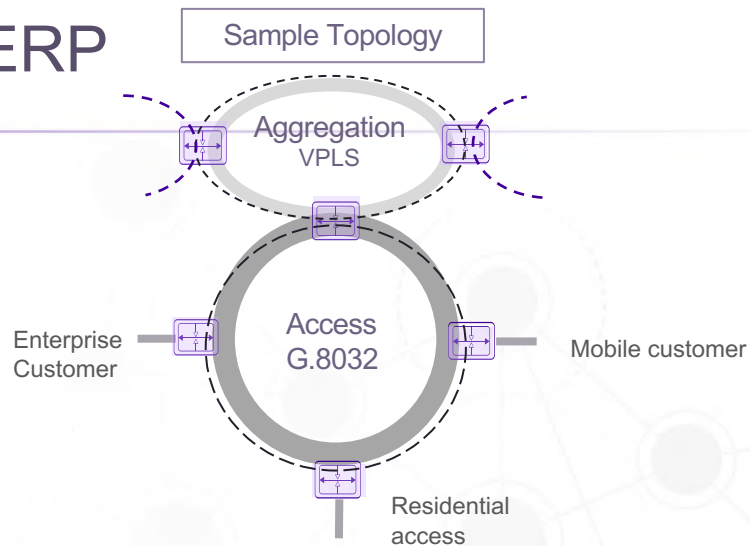 ERP
Sample Topology
Aggregation
VPLS
Access
G.8032
Enterprise
Customer
Mobile customer
Residential
access